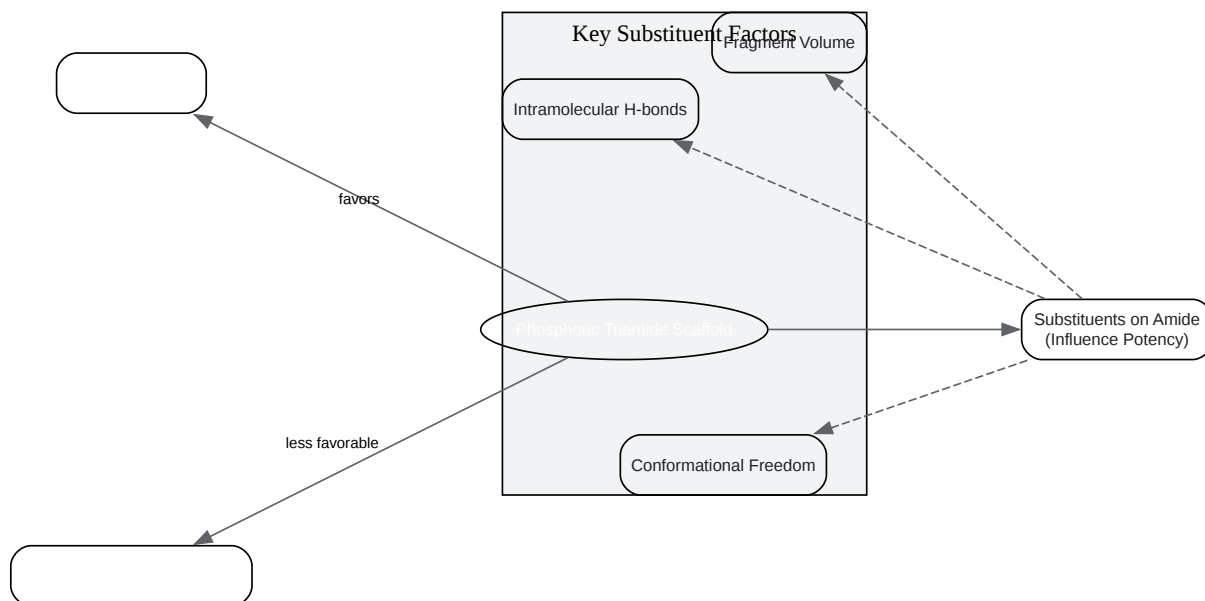 Key Substituent Factors
Fragment Volume
Intramolecular H-bonds
favors
Phosphoric Triamide Scaffold
Substituents on Amide
(Influence Potency)
less favorable
Conformational Freedom